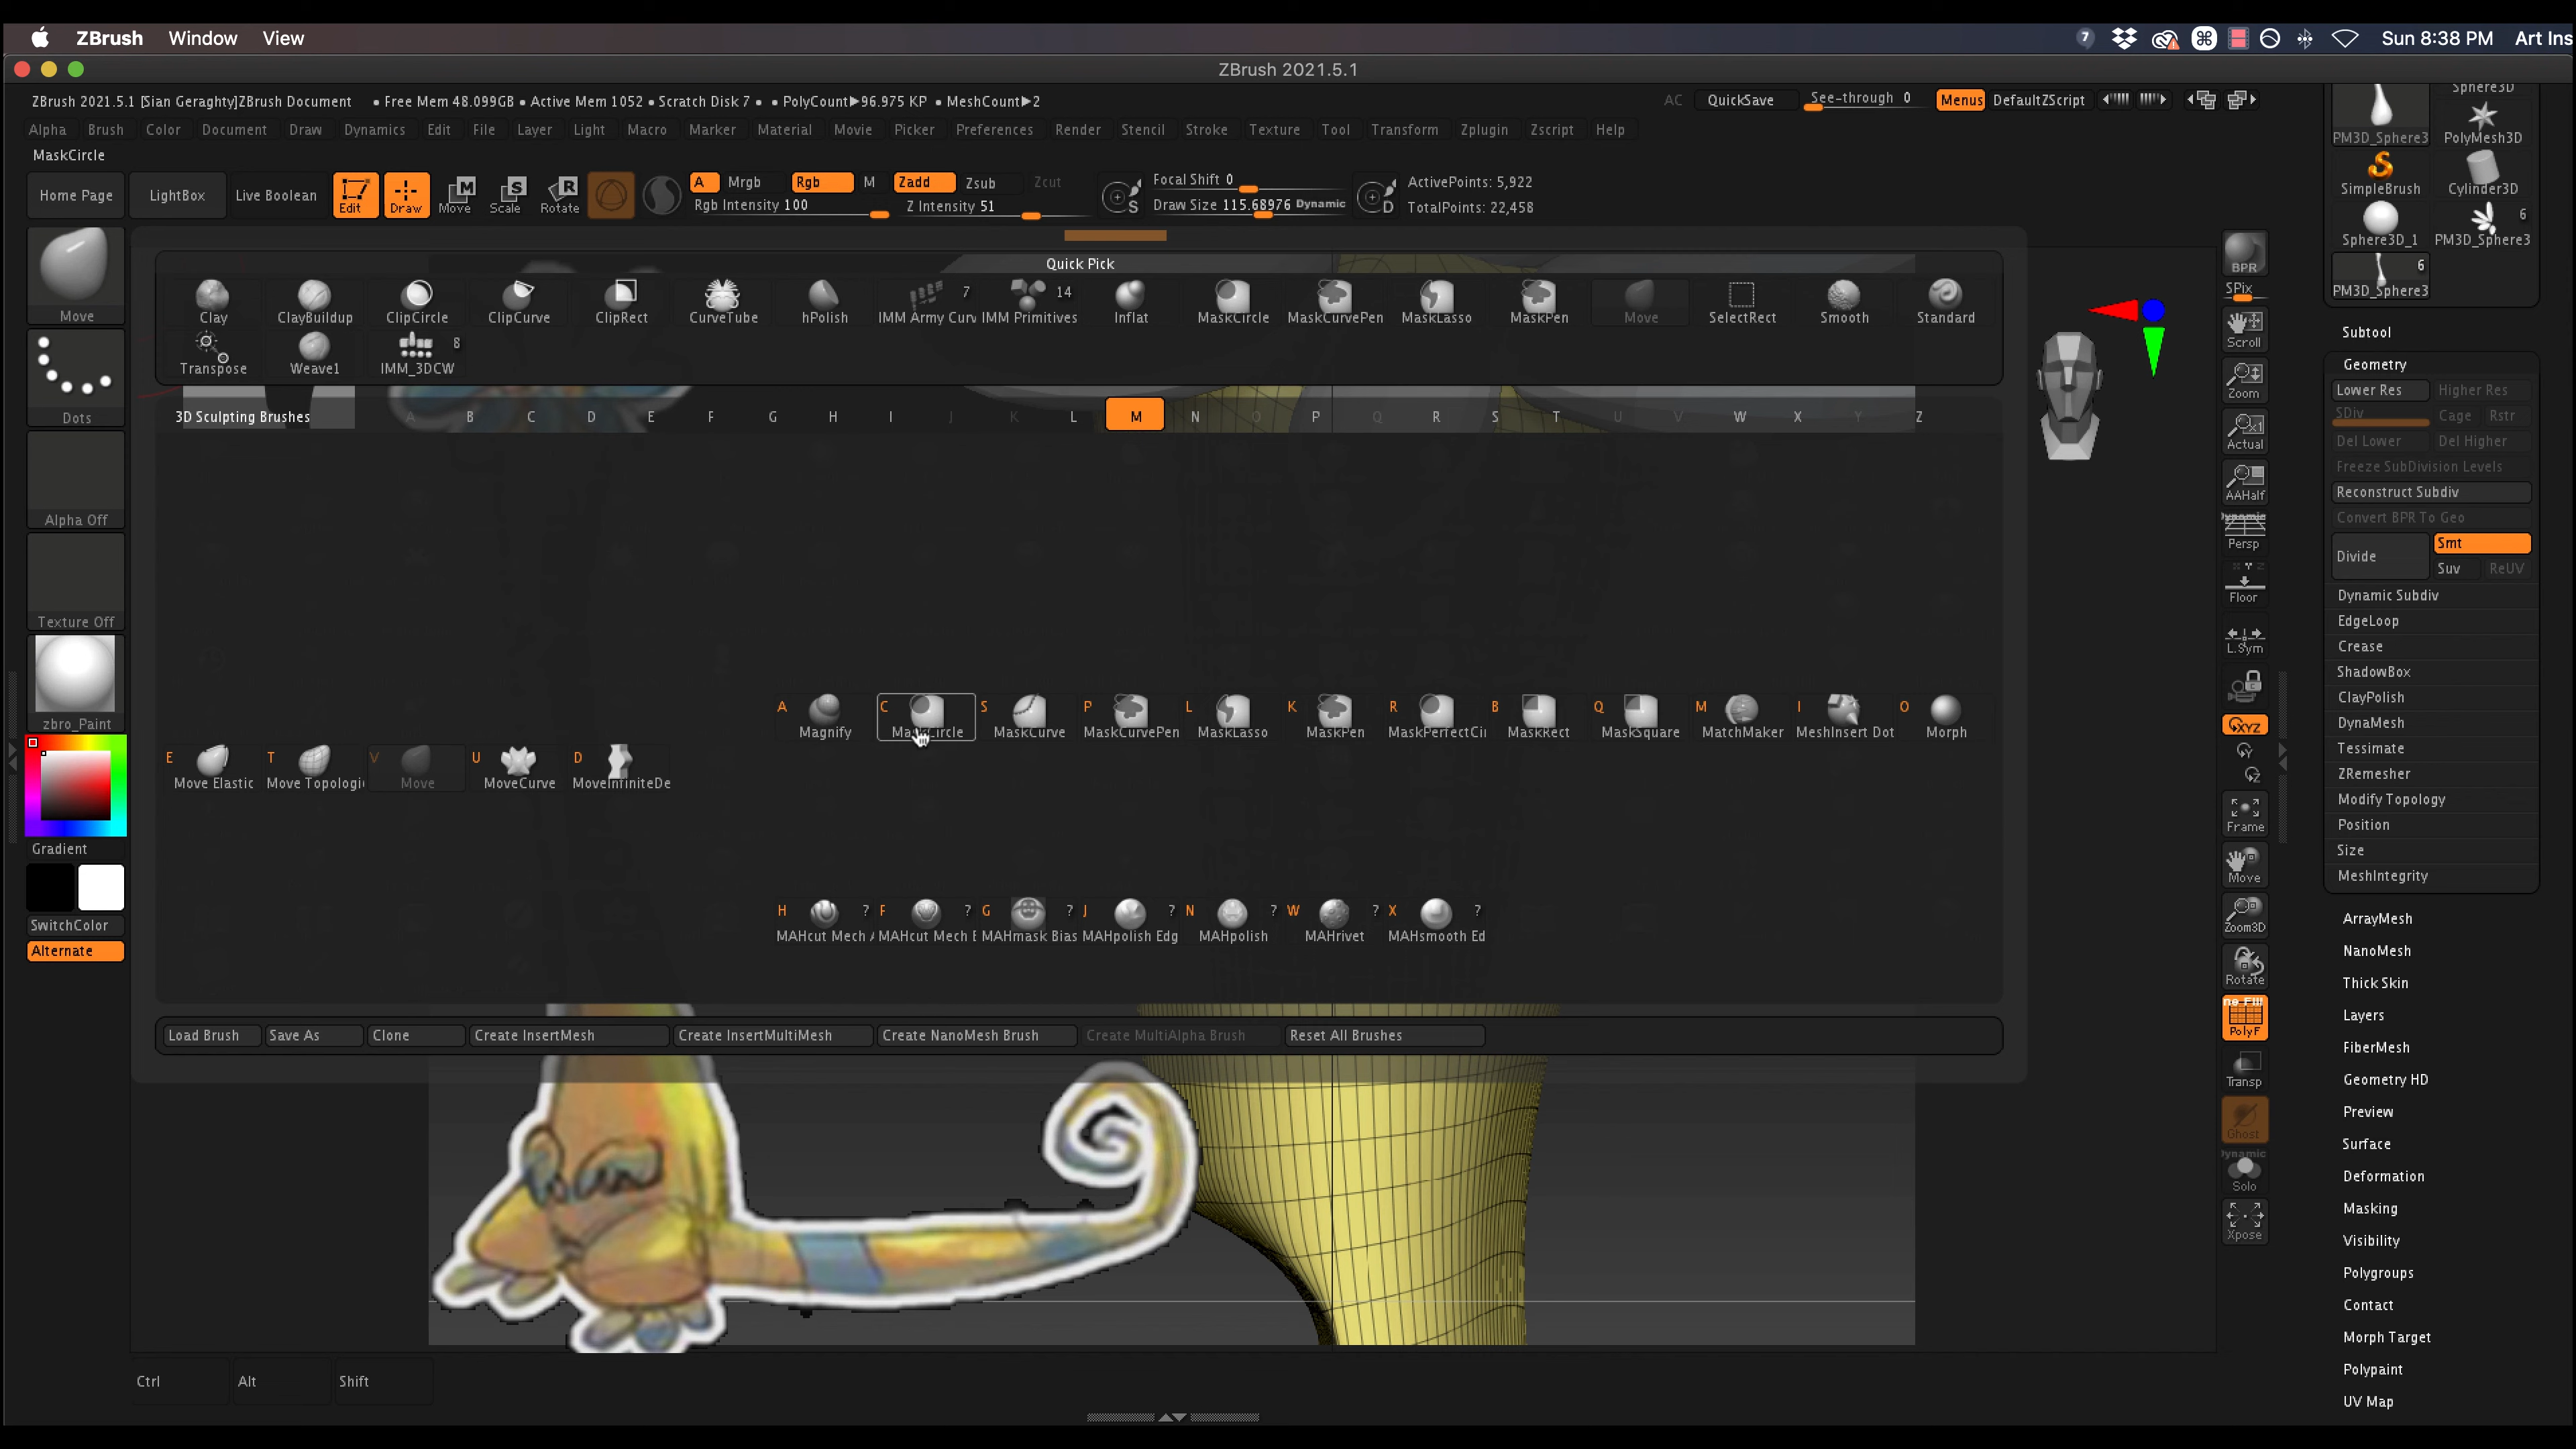 ZBrush Window View
7 Sun 8:38 PM Art Ins
ZBrush 2021.5.1
ZBrush 2021.5.1 [Sian Geraghty]ZBrush Document • Free Mem 48.099GB • Active Mem 1052 • Scratch Disk 7 • • PolyCount▶96.975 KP • MeshCount▶2
AC QuickSave See-through 0 Menus DefaultZScript
Alpha Brush Color Document Draw Dynamics Edit File Layer Light Macro Marker Material Movie Picker Preferences Render Stencil Stroke Texture Tool Transform Zplugin Zscript Help
MaskCircle
Home Page LightBox Live Boolean Edit Draw Move Scale Rotate
M S R
A Mrgb Rgb M Zadd Zsub Zcut
Rgb Intensity 100 Z Intensity 51
S Focal Shift 0
Draw Size 115.68976 Dynamic
D ActivePoints: 5,922
TotalPoints: 22,458
Move
Dots
Alpha Off
Texture Off
zbro_Paint
Gradient
SwitchColor
Alternate
Quick Pick
Clay ClayBuildup ClipCircle ClipCurve ClipRect CurveTube hPolish IMM Army Curv 7 IMM Primitives 14 Inflat MaskCircle MaskCurvePen MaskLasso MaskPen Move SelectRect Smooth Standard
Transpose Weave1 IMM_3DCW 8
3D Sculpting Brushes A B C D E F G H I J K L M N O P Q R S T U V W X Y Z
A Magnify C MaskCircle S MaskCurve P MaskCurvePen L MaskLasso K MaskPen R MaskPerfectCir B MaskRect Q MaskSquare M MatchMaker I MeshInsert Dot O Morph
E Move Elastic T Move Topologi V Move U MoveCurve D MoveInfiniteDe
H ? F ? G ? J ? N ? W ? X ?
MAHcut Mech A MAHcut Mech B MAHmask Bias MAHpolish Edg MAHpolish MAHrivet MAHsmooth Ed
Load Brush Save As Clone Create InsertMesh Create InsertMultiMesh Create NanoMesh Brush Create MultiAlpha Brush Reset All Brushes
Ctrl Alt Shift
BPR
SPix
Scroll
Zoom
Actual
AAHalf
Dynamic
Persp
Floor
L.Sym
XYZ
Y
Z
Frame
Move
Zoom3D
Rotate
ne Fill
PolyF
Transp
Ghost
Dynamic
Solo
Xpose
Sphere3D
PM3D_Sphere3 PolyMesh3D
SimpleBrush Cylinder3D
6
Sphere3D_1 PM3D_Sphere3
6
PM3D_Sphere3
Subtool
Geometry
Lower Res Higher Res
SDiv Cage Rstr
Del Lower Del Higher
Freeze SubDivision Levels
Reconstruct Subdiv
Convert BPR To Geo
Divide Smt
Suv ReUV
Dynamic Subdiv
EdgeLoop
Crease
ShadowBox
ClayPolish
DynaMesh
Tessimate
ZRemesher
Modify Topology
Position
Size
MeshIntegrity
ArrayMesh
NanoMesh
Thick Skin
Layers
FiberMesh
Geometry HD
Preview
Surface
Deformation
Masking
Visibility
Polygroups
Contact
Morph Target
Polypaint
UV Map